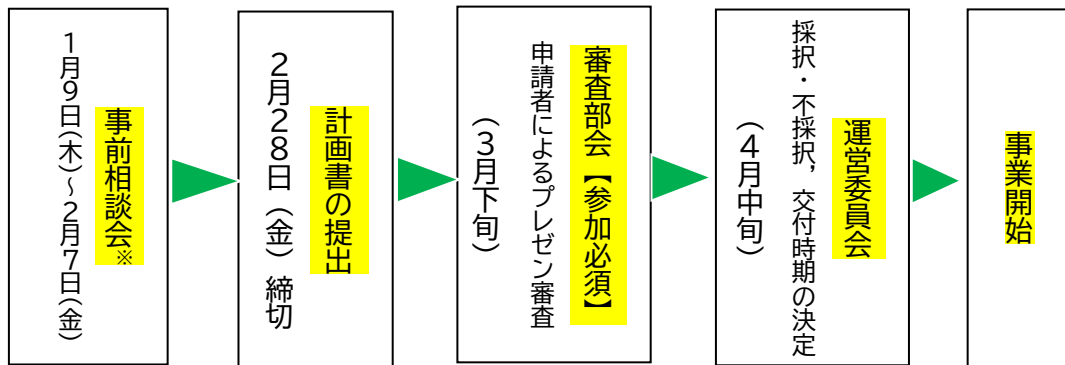 事前相談会※
1月9日(木)~2月7日(金)
計画書の提出
2月28日(金)締切
審査部会【参加必須】
申請者によるプレゼン審査
(3月下旬)
運営委員会
採択・不採択,交付時期の決定
(4月中旬)
事業開始